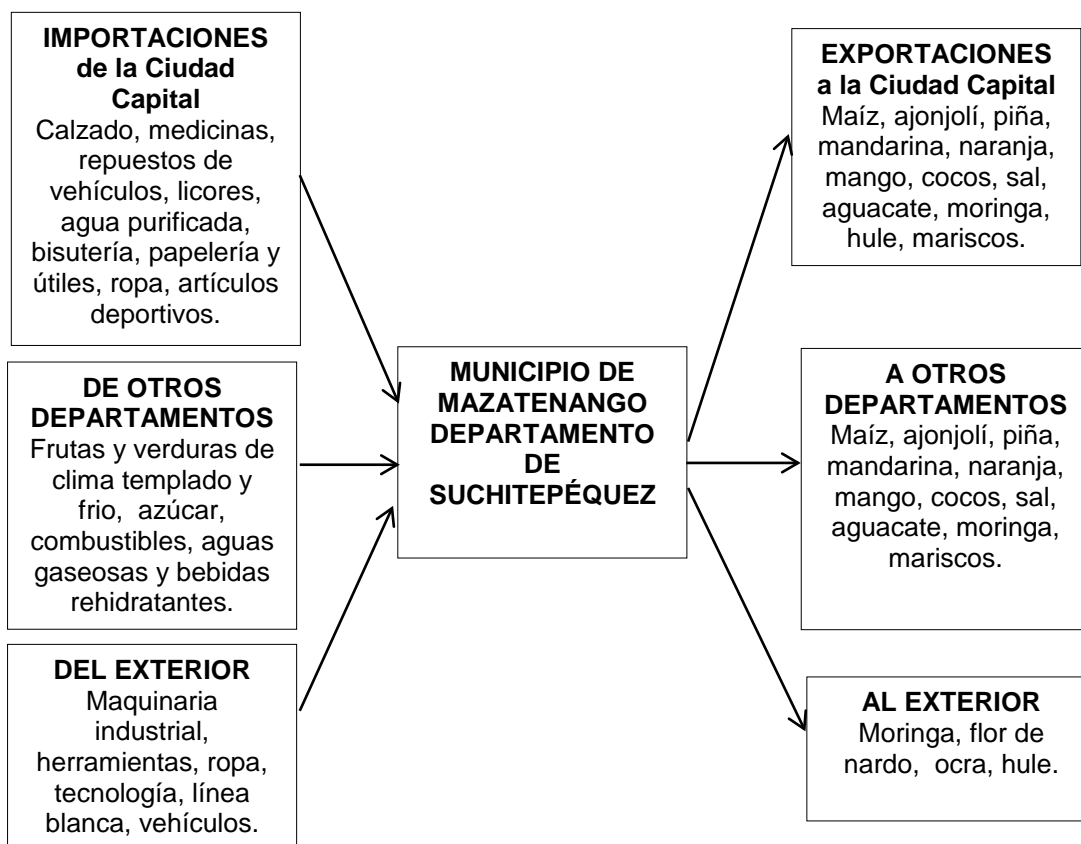 IMPORTACIONES
de la Ciudad
Capital
Calzado, medicinas,
repuestos de
vehículos, licores,
agua purificada,
bisutería, papelería y
útiles, ropa, artículos
deportivos.
DE OTROS
DEPARTAMENTOS
Frutas y verduras de
clima templado y
frio, azúcar,
combustibles, aguas
gaseosas y bebidas
rehidratantes.
DEL EXTERIOR
Maquinaria
industrial,
herramientas, ropa,
tecnología, línea
blanca, vehículos.
MUNICIPIO DE
MAZATENANGO
DEPARTAMENTO
DE
SUCHITEPÉQUEZ
EXPORTACIONES
a la Ciudad Capital
Maíz, ajonjolí, piña,
mandarina, naranja,
mango, cocos, sal,
aguacate, moringa,
hule, mariscos.
A OTROS
DEPARTAMENTOS
Maíz, ajonjolí, piña,
mandarina, naranja,
mango, cocos, sal,
aguacate, moringa,
mariscos.
AL EXTERIOR
Moringa, flor de
nardo, ocra, hule.